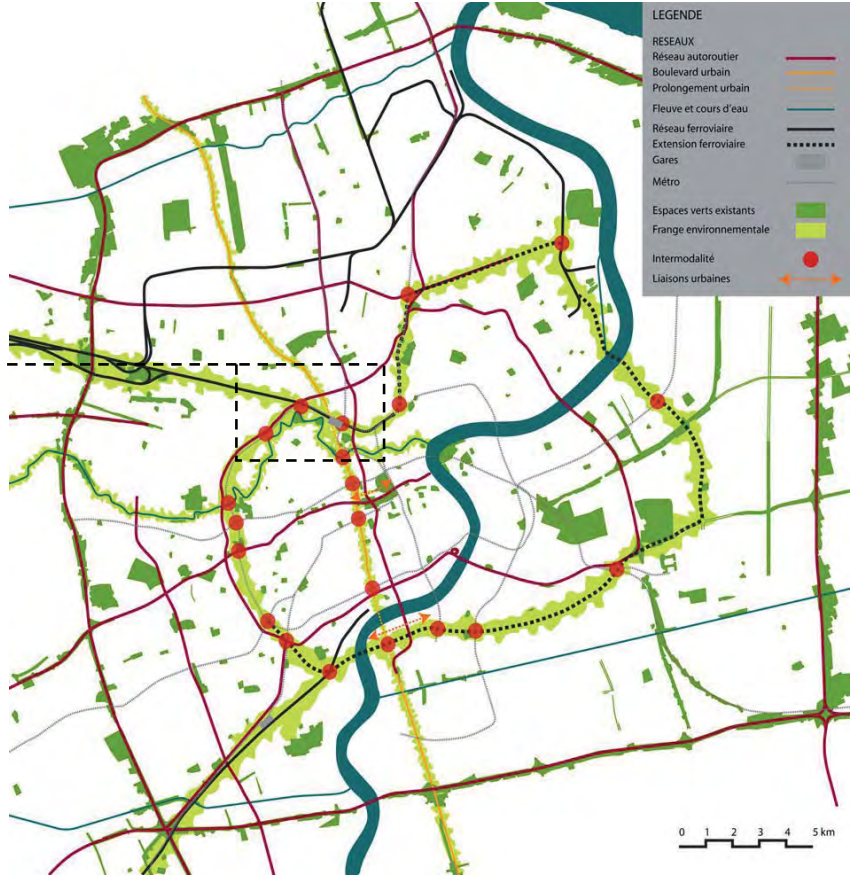 LEGENDE
RESEAUX
Réseau autoroutier
Boulevard urbain
Prolongement urbain
Fleuve et cours d'eau
Réseau ferroviaire
Extension ferroviaire
Gares
Métro
Espaces verts existants
Frange environnementale
Intermodalité
Liaisons urbaines
0 1 2 3 4 5 km